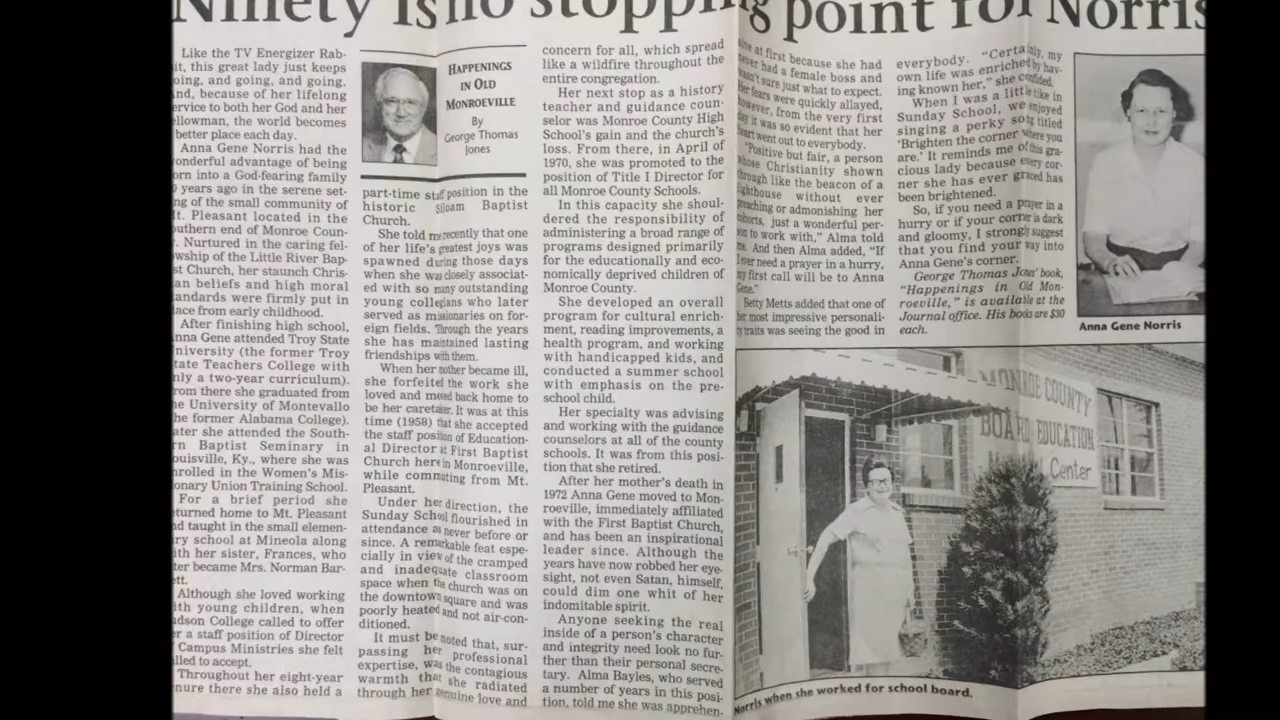 Ninety is no stopping point for Norris
Like the TV Energizer Rab-
it, this great lady just keeps
oing, and going, and going.
nd, because of her lifelong
ervice to both her God and her
ellowman, the world becomes
better place each day.
Anna Gene Norris had the
onderful advantage of being
orn into a God-fearing family
years ago in the serene set-
ng of the small community of
t. Pleasant located in the
outhern end of Monroe Coun-
. Nurtured in the caring fel-
wship of the Little River Bap-
st Church, her staunch Chris-
an beliefs and high moral
andards were firmly put in
lace from early childhood.
After finishing high school,
nna Gene attended Troy State
niversity (the former Troy
tate Teachers College with
nly a two-year curriculum).
rom there she graduated from
e University of Montevallo
he former Alabama College).
ater she attended the South-
rn Baptist Seminary in
ouisville, Ky., where she was
nrolled in the Women's Mis-
onary Union Training School.
For a brief period she
eturned home to Mt. Pleasant
nd taught in the small elemen-
ry school at Mineola along
ith her sister, Frances, who
ter became Mrs. Norman Bar-
ett.
Although she loved working
ith young children, when
udson College called to offer
er a staff position of Director
Campus Ministries she felt
lled to accept.
Throughout her eight-year
nure there she also held a
HAPPENINGS
IN OLD
MONROEVILLE
By
George Thomas
Jones
part-time staff position in the
historic Siloam Baptist
Church.
She told me recently that one
of her life's greatest joys was
spawned during those days
when she was closely associat-
ed with so many outstanding
young collegians who later
served as missionaries on for-
eign fields. Through the years
she has maintained lasting
friendships with them.
When her mother became ill,
she forfeited the work she
loved and moved back home to
be her caretaker. It was at this
time (1958) that she accepted
the staff position of Education-
al Director at First Baptist
Church here in Monroeville,
while commuting from Mt.
Pleasant.
Under her direction, the
Sunday School flourished in
attendance as never before or
since. A remarkable feat espe-
cially in view of the cramped
and inadequate classroom
space when the church was on
the downtown square and was
poorly heated and not air-con-
ditioned.
It must be noted that, sur-
passing her professional
expertise, was the contagious
warmth that she radiated
through her genuine love and
concern for all, which spread
like a wildfire throughout the
entire congregation.
Her next stop as a history
teacher and guidance coun-
selor was Monroe County High
School's gain and the church's
loss. From there, in April of
1970, she was promoted to the
position of Title I Director for
all Monroe County Schools.
In this capacity she shoul-
dered the responsibility of
administering a broad range of
programs designed primarily
for the educationally and eco-
nomically deprived children of
Monroe County.
She developed an overall
program for cultural enrich-
ment, reading improvements, a
health program, and working
with handicapped kids, and
conducted a summer school
with emphasis on the pre-
school child.
Her specialty was advising
and working with the guidance
counselors at all of the county
schools. It was from this posi-
tion that she retired.
After her mother's death in
1972 Anna Gene moved to Mon-
roeville, immediately affiliated
with the First Baptist Church,
and has been an inspirational
leader since. Although the
years have now robbed her eye-
sight, not even Satan, himself,
could dim one whit of her
indomitable spirit.
Anyone seeking the real
inside of a person's character
and integrity need look no fur-
ther than their personal secre-
tary. Alma Bayles, who served
a number of years in this posi-
tion, told me she was apprehen-
sive at first because she had
never had a female boss and
wasn't sure just what to expect.
Her fears were quickly allayed,
however, from the very first
day it was so evident that her
heart went out to everybody.
"Positive but fair, a person
whose Christianity shown
through like the beacon of a
lighthouse without ever
preaching or admonishing her
cohorts, just a wonderful per-
son to work with," Alma told
me. And then Alma added, "If
I ever need a prayer in a hurry,
my first call will be to Anna
Gene."
Betty Metts added that one of
her most impressive personali-
ty traits was seeing the good in
everybody. "Certainly, my
own life was enriched by hav-
ing known her," she confided.
When I was a little tike in
Sunday School, we enjoyed
singing a perky song titled
'Brighten the corner where you
are.' It reminds me of this gra-
cious lady because every cor-
ner she has ever graced has
been brightened.
So, if you need a prayer in a
hurry or if your corner is dark
and gloomy, I strongly suggest
that you find your way into
Anna Gene's corner.
George Thomas Jones' book,
"Happenings in Old Mon-
roeville," is available at the
Journal office. His books are $30
each.
Anna Gene Norris
MONROE COUNTY
BOARD EDUCATION
Center
Norris when she worked for school board.